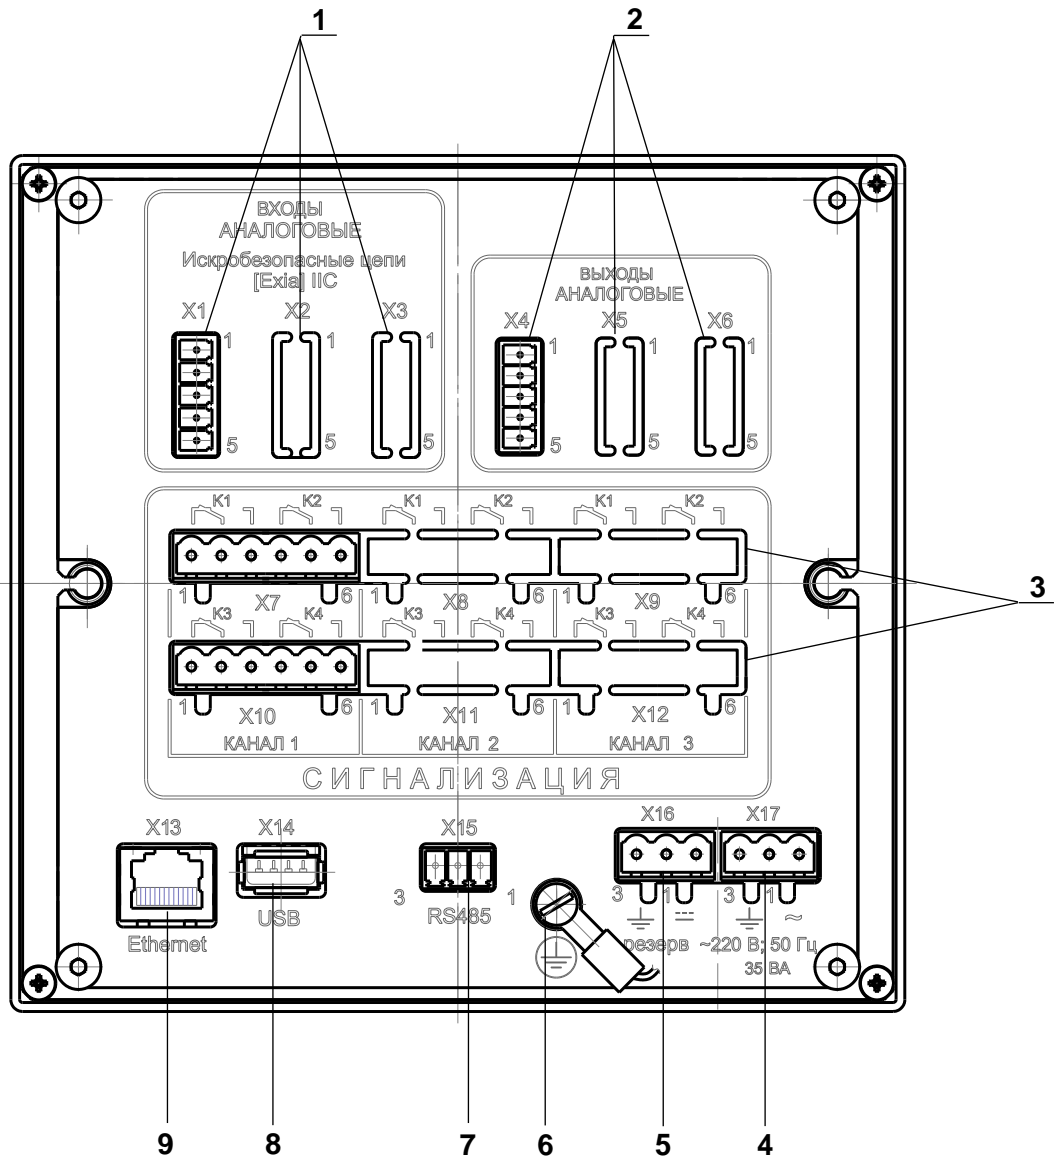 1
2
ВХОДЫ
АНАЛОГОВЫЕ
Искробезопасные цепи
[Exia] IIC
X1 X2 X3
1 1 1
5 5 5
ВЫХОДЫ
АНАЛОГОВЫЕ
X4 X5 X6
1 1 1
5 5 5
K1 K2 K1 K2 K1 K2
1 X7 6 1 X8 6 1 X9
3
K3 K4 K3 K4 K3 K4
1 X10 6 1 X11 6 1 X12 6
КАНАЛ 1 КАНАЛ 2 КАНАЛ 3
СИГНАЛИЗАЦИЯ
X13 X14 X15 X16 X17
3 1 3 1 3 1
Ethernet USB RS485
резерв ~220 В; 50 Гц
35 ВА
9 8 7 6 5 4